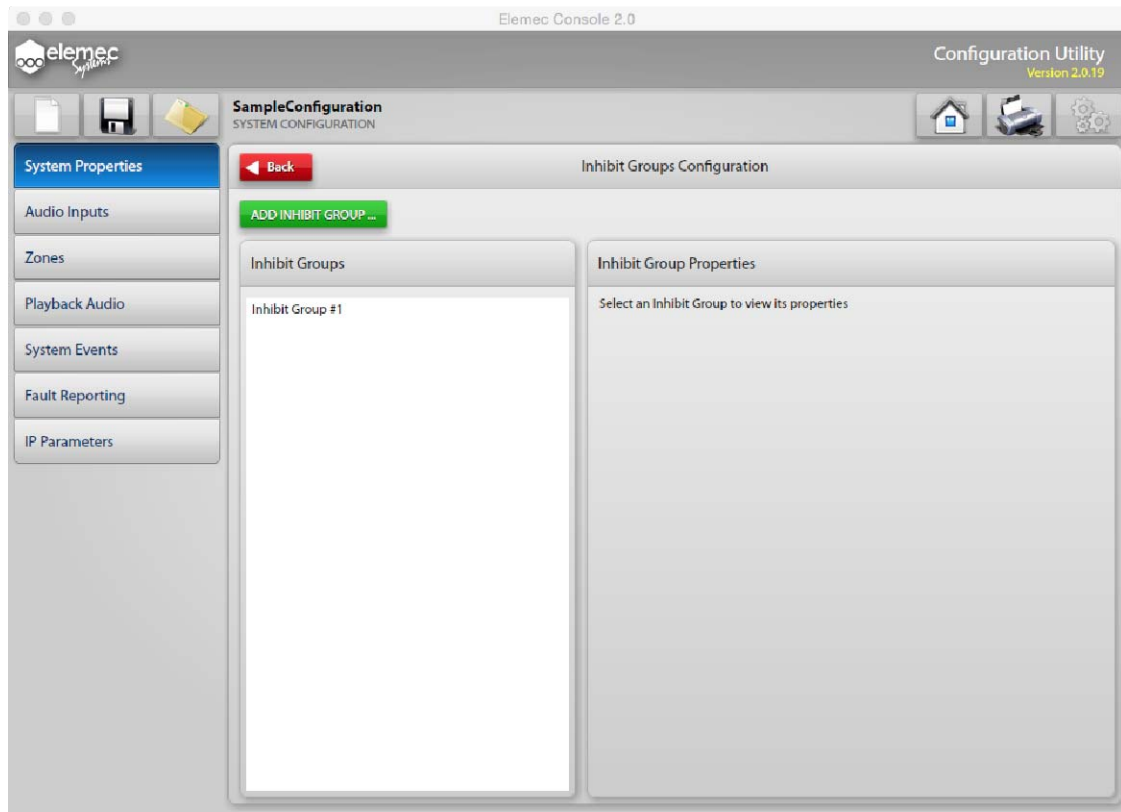 Elemec Console 2.0
elemec
Systems
Configuration Utility
Version 2.0.19
SampleConfiguration
SYSTEM CONFIGURATION
System Properties
Audio Inputs
Zones
Playback Audio
System Events
Fault Reporting
IP Parameters
Back
Inhibit Groups Configuration
ADD INHIBIT GROUP ...
Inhibit Groups
Inhibit Group #1
Inhibit Group Properties
Select an Inhibit Group to view its properties